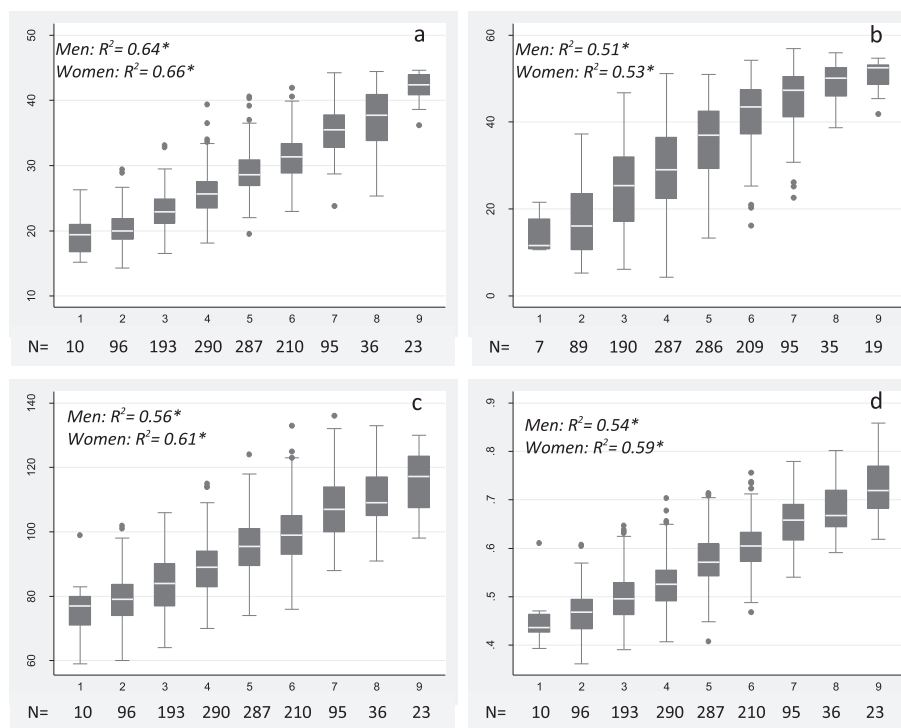 a
50
Men: R²= 0.64*
Women: R²= 0.66*
40
30
20
10
1 2 3 4 5 6 7 8 9
N= 10 96 193 290 287 210 95 36 23
b
60
Men: R²= 0.51*
Women: R²= 0.53*
40
20
0
1 2 3 4 5 6 7 8 9
N= 7 89 190 287 286 209 95 35 19
c
140
Men: R²= 0.56*
Women: R²= 0.61*
120
100
80
60
1 2 3 4 5 6 7 8 9
N= 10 96 193 290 287 210 95 36 23
d
.9
Men: R²= 0.54*
Women: R²= 0.59*
.8
.7
.6
.5
.4
1 2 3 4 5 6 7 8 9
N= 10 96 193 290 287 210 95 36 23